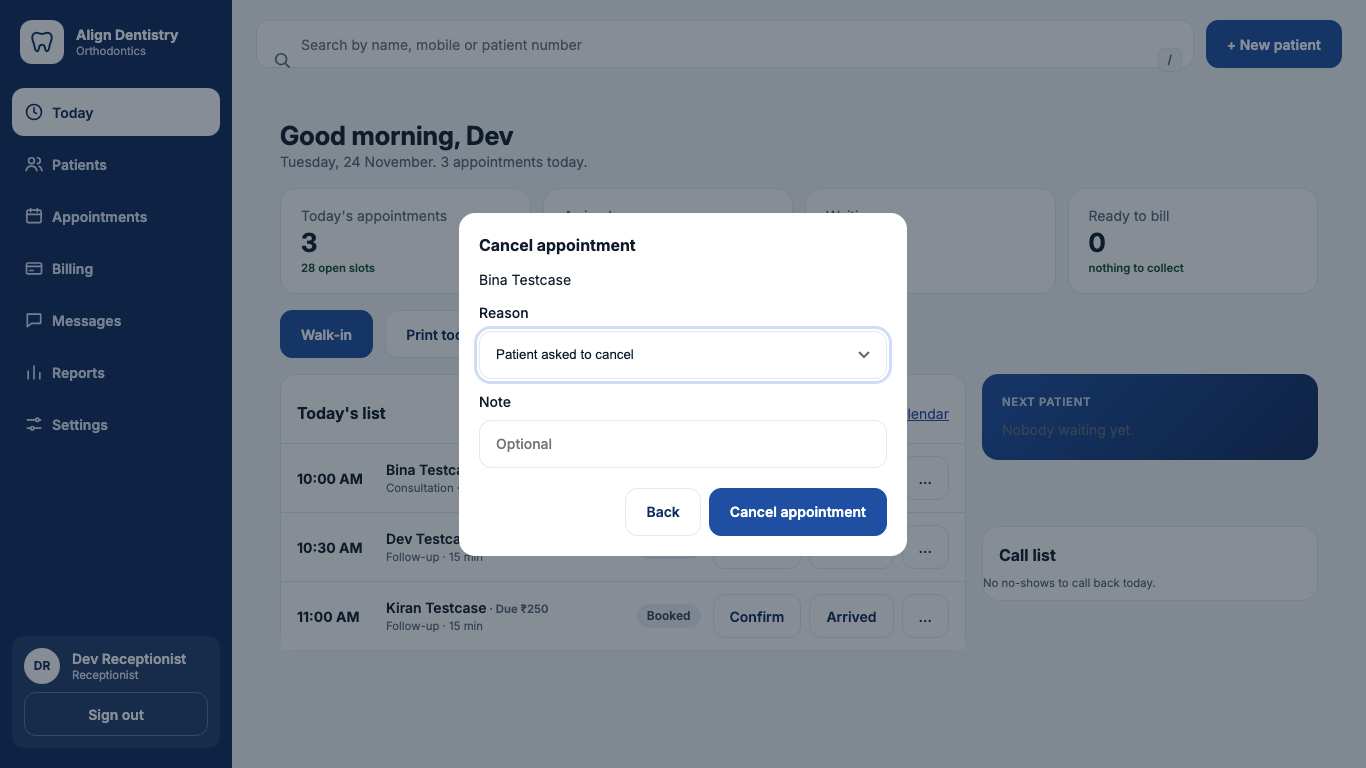 Align Dentistry
Orthodontics
Today
Patients
Appointments
Billing
Messages
Reports
Settings
DR
Dev Receptionist
Receptionist
Sign out
Search by name, mobile or patient number
/
+ New patient
Good morning, Dev
Tuesday, 24 November. 3 appointments today.
Today's appointments
3
28 open slots
Ready to bill
0
nothing to collect
Walk-in
Print
Today's list
10:00 AM
Bina
Consultation ·
...
10:30 AM
Dev
Follow-up · 15 min
...
11:00 AM
Kiran Testcase · Due ₹250
Follow-up · 15 min
Booked
Confirm
Arrived
...
NEXT PATIENT
Nobody waiting yet.
Call list
No no-shows to call back today.
Cancel appointment
Bina Testcase
Reason
Patient asked to cancel
Note
Optional
Back
Cancel appointment